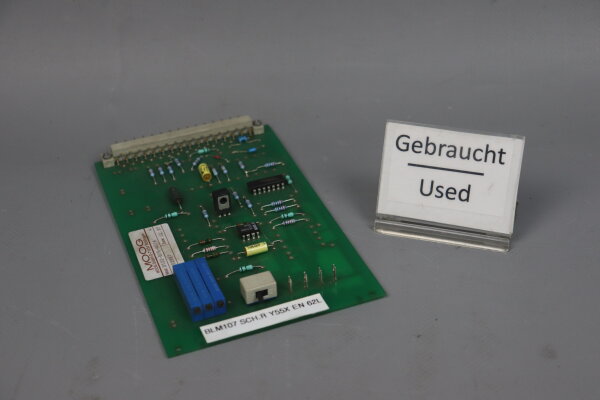 Gebraucht
Used
MOOG
BLM107 SCH.R Y55X EN 62L